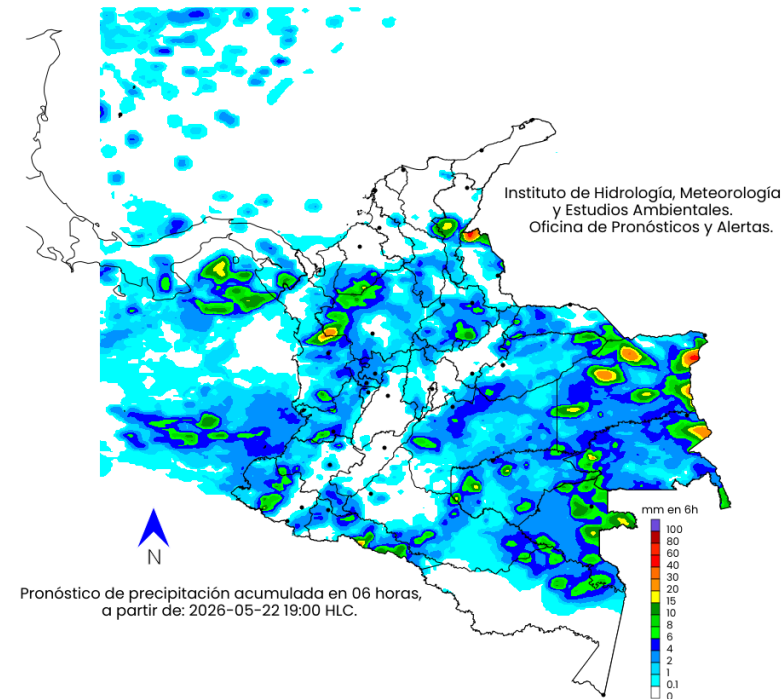 Instituto de Hidrología, Meteorología
y Estudios Ambientales.
Oficina de Pronósticos y Alertas.
mm en 6h
100
80
60
40
30
20
15
10
8
6
4
2
1
0.1
0
N
Pronóstico de precipitación acumulada en 06 horas,
a partir de: 2026-05-22 19:00 HLC.